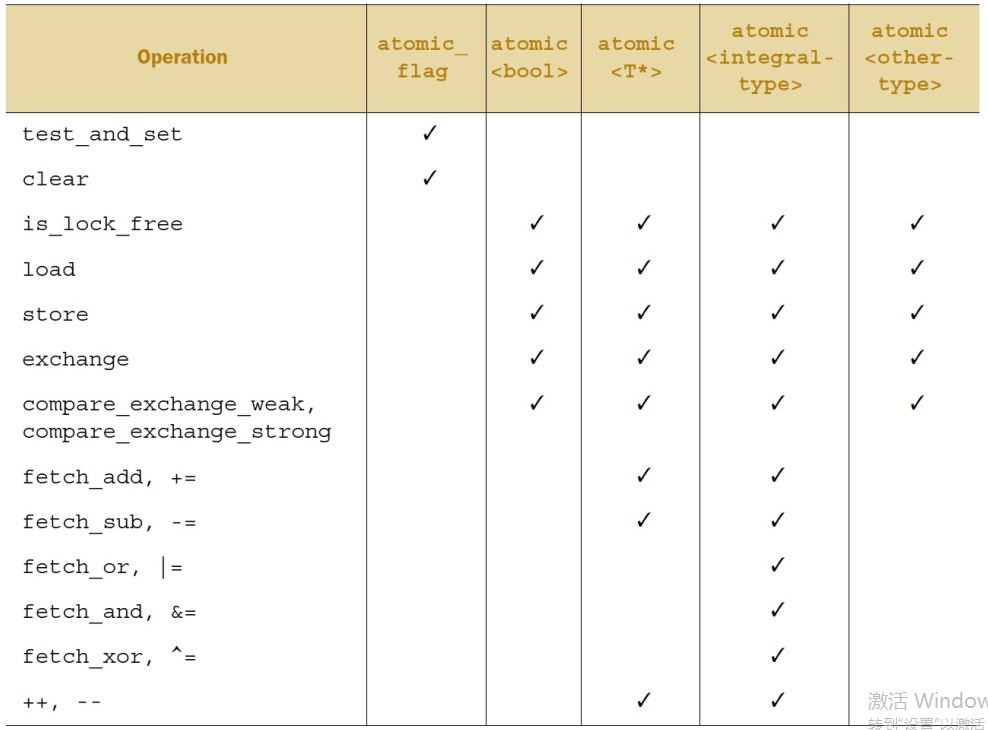 Operation atomic_flag atomic<bool> atomic<T*> atomic<integral-type> atomic<other-type>
test_and_set ✓
clear ✓
is_lock_free ✓ ✓ ✓ ✓
load ✓ ✓ ✓ ✓
store ✓ ✓ ✓ ✓
exchange ✓ ✓ ✓ ✓
compare_exchange_weak, ✓ ✓ ✓ ✓
compare_exchange_strong
fetch_add, += ✓ ✓
fetch_sub, -= ✓ ✓
fetch_or, |= ✓
fetch_and, &= ✓
fetch_xor, ^= ✓
++, -- ✓ ✓
激活 Window
转到"设置"以激活